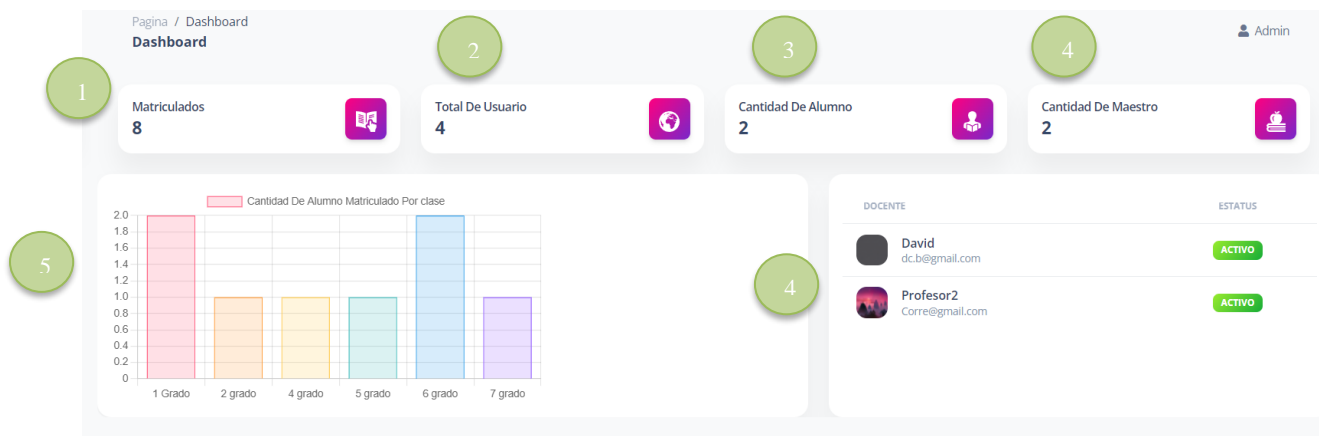 Pagina / Dashboard
Dashboard
Admin
1
2
3
4
Matriculados
8
Total De Usuario
4
Cantidad De Alumno
2
Cantidad De Maestro
2
5
Cantidad De Alumno Matriculado Por clase
2.0
1.8
1.6
1.4
1.2
1.0
0.8
0.6
0.4
0.2
0
1 Grado 2 grado 4 grado 5 grado 6 grado 7 grado
4
DOCENTE ESTATUS
David
dc.b@gmail.com
ACTIVO
Profesor2
Corre@gmail.com
ACTIVO